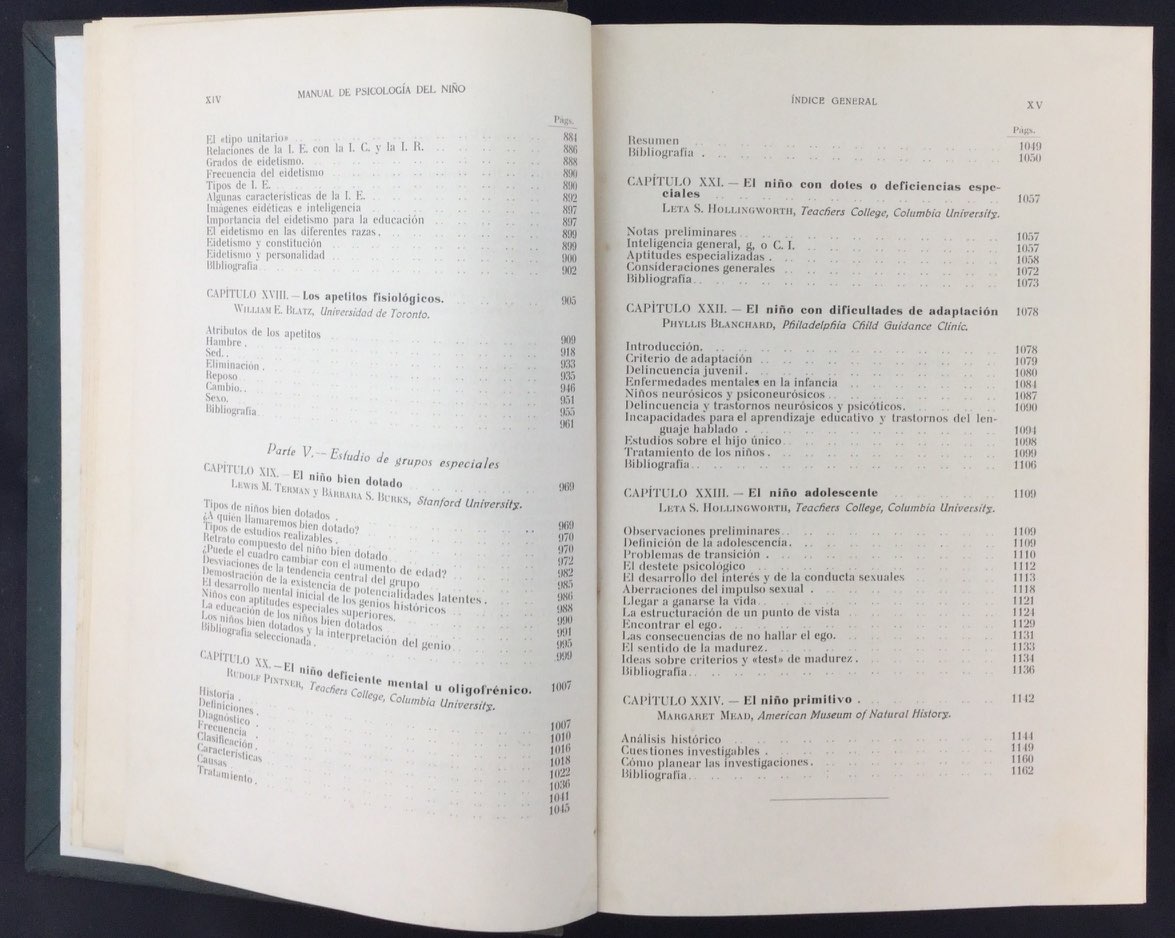 XIV
MANUAL DE PSICOLOGÍA DEL NIÑO
Págs.
El «tipo unitario» 884
Relaciones de la I. E. con la I. C. y la I. R. 886
Grados de eidetismo. 888
Frecuencia del eidetismo 890
Tipos de I. E. 890
Algunas características de la I. E. 892
Imágenes eidéticas e inteligencia 897
Importancia del eidetismo para la educación 897
El eidetismo en las diferentes razas. 899
Eidetismo y constitución 899
Eidetismo y personalidad 900
Bibliografía 902
CAPÍTULO XVIII. — Los apetitos fisiológicos. 905
WILLIAM E. BLATZ, Universidad de Toronto.
Atributos de los apetitos 909
Hambre. 918
Sed. 933
Eliminación. 935
Reposo 946
Cambio. 951
Sexo. 955
Bibliografía 961
Parte V. — Estudio de grupos especiales
CAPÍTULO XIX. — El niño bien dotado 969
LEWIS M. TERMAN Y BÁRBARA S. BURKS, Stanford University.
Tipos de niños bien dotados. 969
¿A quién llamaremos bien dotado? 970
Tipos de estudios realizables. 970
Retrato compuesto del niño bien dotado 972
¿Puede el cuadro cambiar con el aumento de edad? 982
Desviaciones de la tendencia central del grupo 985
Demostración de la existencia de potencialidades latentes. 986
El desarrollo mental inicial de los genios históricos 988
Niños con aptitudes especiales superiores. 990
La educación de los niños bien dotados 991
Los niños bien dotados y la interpretación del genio 995
Bibliografía seleccionada. 999
CAPÍTULO XX. — El niño deficiente mental u oligofrénico. 1007
RUDOLF PINTNER, Teachers College, Columbia University.
Historia. 1007
Definiciones. 1010
Diagnóstico. 1016
Frecuencia 1018
Clasificación. 1022
Características 1036
Causas 1041
Tratamiento. 1045
ÍNDICE GENERAL
XV
Págs.
Resumen 1049
Bibliografía. 1050
CAPÍTULO XXI. — El niño con dotes o deficiencias espe-
ciales 1057
LETA S. HOLLINGWORTH, Teachers College, Columbia University.
Notas preliminares 1057
Inteligencia general, g, o C. I. 1057
Aptitudes especializadas. 1058
Consideraciones generales 1072
Bibliografía. 1073
CAPÍTULO XXII. — El niño con dificultades de adaptación 1078
PHYLLIS BLANCHARD, Philadelphia Child Guidance Clinic.
Introducción. 1078
Criterio de adaptación 1079
Delincuencia juvenil. 1080
Enfermedades mentales en la infancia 1084
Niños neurósicos y psiconeurósicos 1087
Delincuencia y trastornos neurósicos y psicóticos. 1090
Incapacidades para el aprendizaje educativo y trastornos del len-
guaje hablado. 1094
Estudios sobre el hijo único 1098
Tratamiento de los niños. 1099
Bibliografía. 1106
CAPÍTULO XXIII. — El niño adolescente 1109
LETA S. HOLLINGWORTH, Teachers College, Columbia University.
Observaciones preliminares 1109
Definición de la adolescencia. 1109
Problemas de transición. 1110
El destete psicológico 1112
El desarrollo del interés y de la conducta sexuales 1113
Aberraciones del impulso sexual. 1118
Llegar a ganarse la vida 1121
La estructuración de un punto de vista 1124
Encontrar el ego. 1129
Las consecuencias de no hallar el ego. 1131
El sentido de la madurez. 1133
Ideas sobre criterios y «test» de madurez. 1134
Bibliografía. 1136
CAPÍTULO XXIV. — El niño primitivo. 1142
MARGARET MEAD, American Museum of Natural History.
Análisis histórico 1144
Cuestiones investigables. 1149
Cómo planear las investigaciones. 1160
Bibliografía. 1162